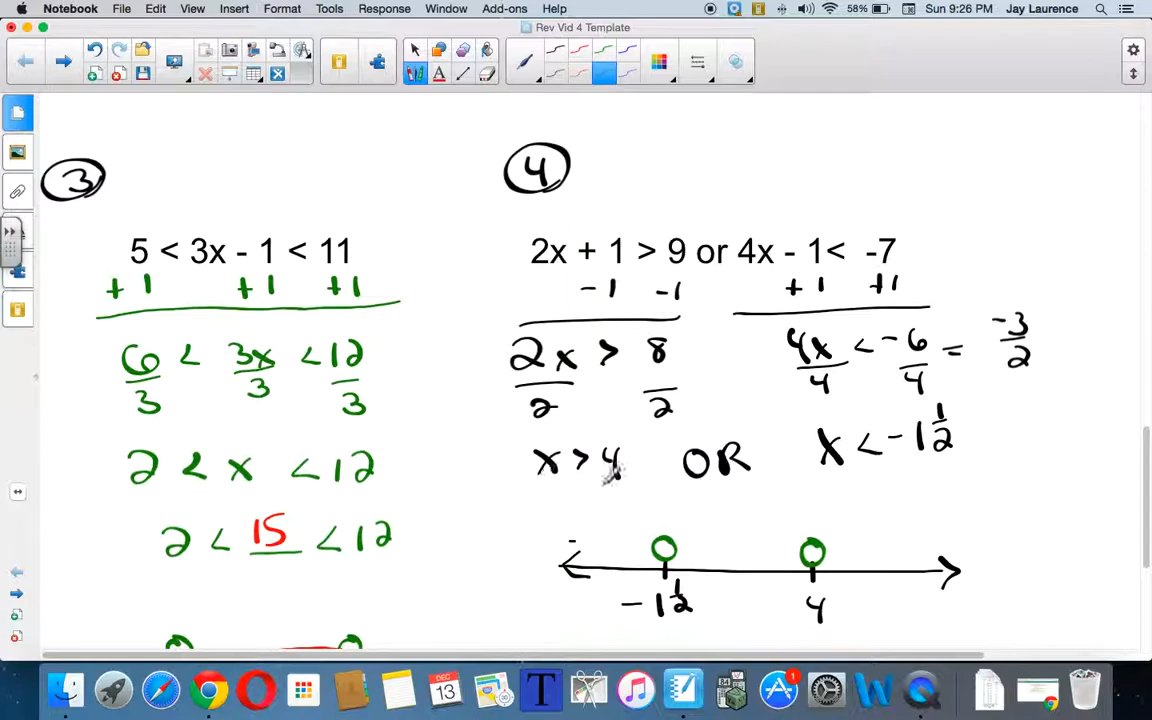 Notebook File Edit View Insert Format Tools Response Window Add-ons Help 58% Sun 9:26 PM Jay Laurence
Rev Vid 4 Template
3
5 < 3x - 1 < 11
+1 +1 +1
6/3 < 3x/3 < 12/3
2 < x < 12
2 < 15 < 12
4
2x + 1 > 9 or 4x - 1< -7
-1 -1 +1 +1
2x/2 > 8/2 4x/4 < -6/4 = -3/2
x > 4 OR x < -1 1/2
-1 1/2 4
DEC
13
T
W
1